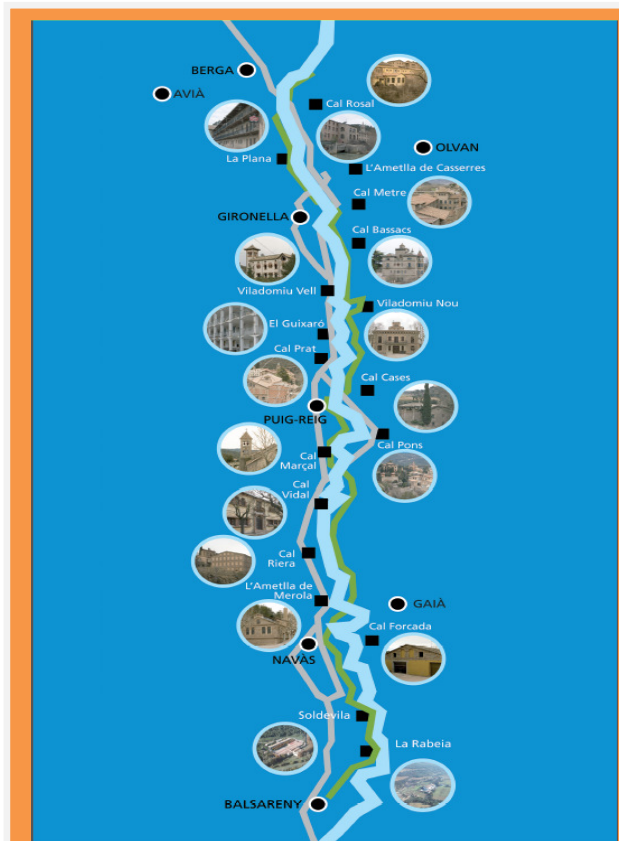 BERGA
AVIÀ
Cal Rosal
OLVAN
La Plana
L'Ametlla de Casserres
Cal Metre
GIRONELLA
Cal Bassacs
Viladomiu Vell
Viladomiu Nou
El Guixaró
Cal Prat
Cal Cases
PUIG-REIG
Cal Pons
Cal
Marçal
Cal
Vidal
Cal
Riera
L'Ametlla de
Merola
GAIÀ
Cal Forcada
NAVÀS
Soldevila
La Rabeia
BALSARENY